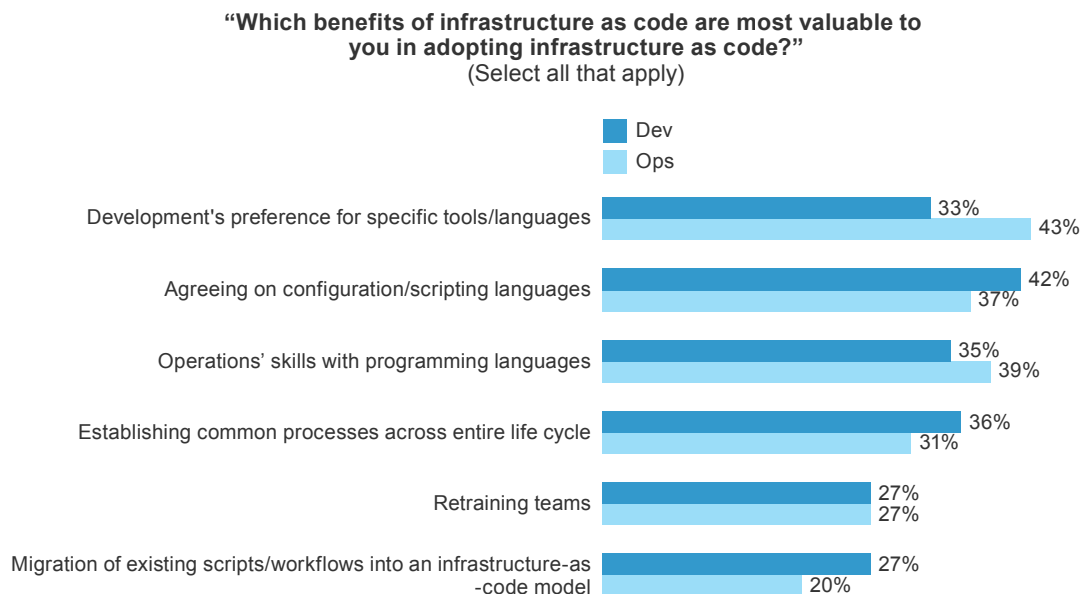 “Which benefits of infrastructure as code are most valuable to
you in adopting infrastructure as code?”
(Select all that apply)
Dev
Ops
Development's preference for specific tools/languages
33%
43%
Agreeing on configuration/scripting languages
42%
37%
Operations’ skills with programming languages
35%
39%
Establishing common processes across entire life cycle
36%
31%
Retraining teams
27%
27%
Migration of existing scripts/workflows into an infrastructure-as
-code model
27%
20%